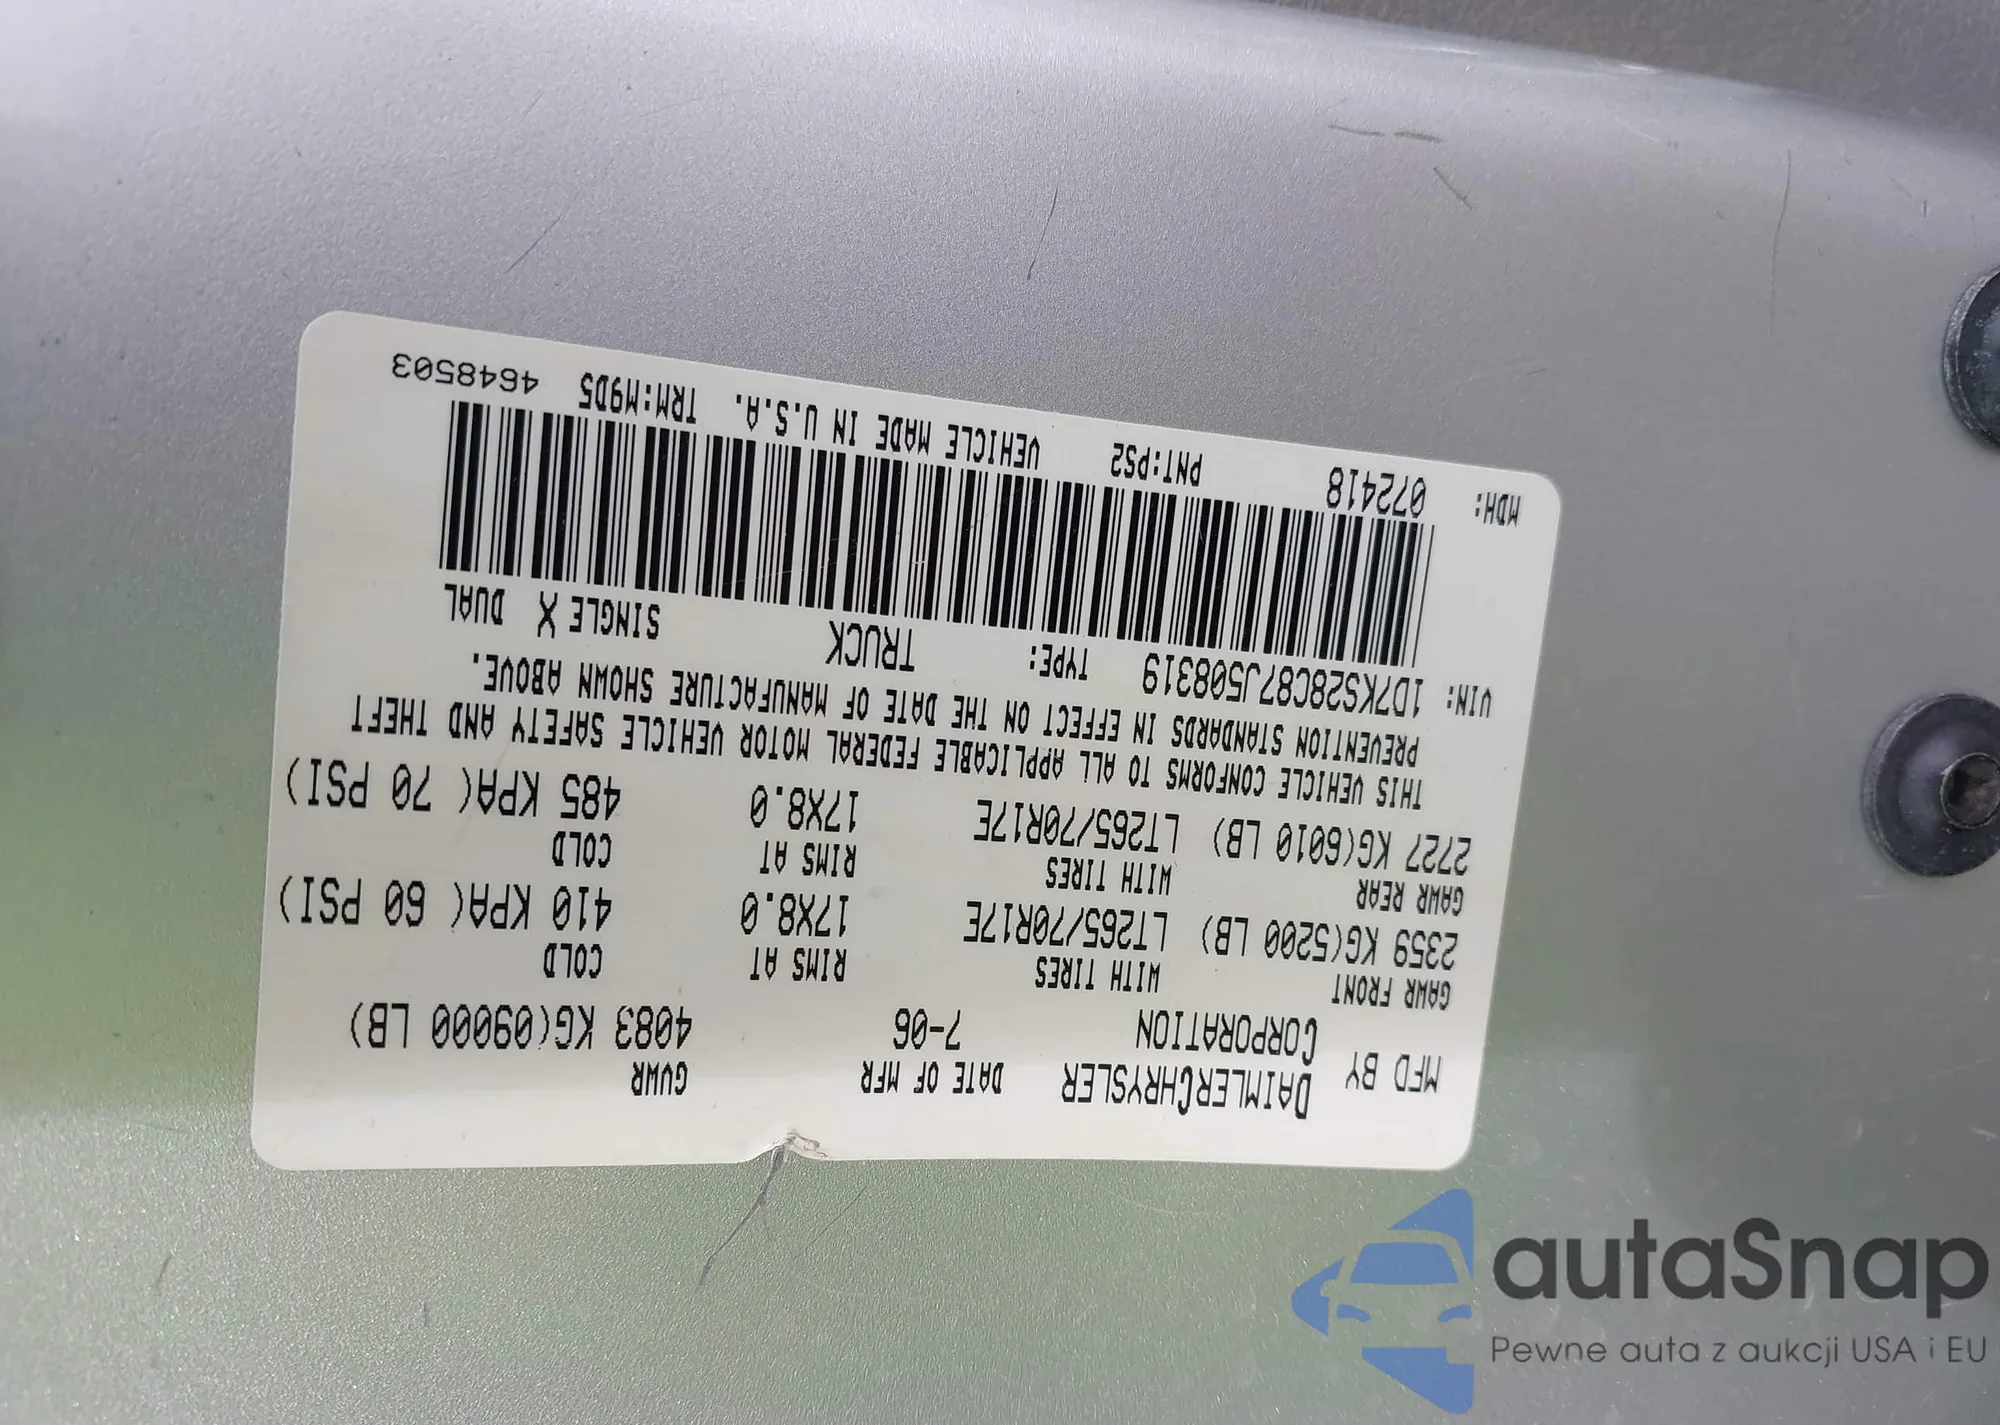 MFD BY DAIMLERCHRYSLER CORPORATION DATE OF MFR 7-06 GVWR 4083 KG(09000 LB)
GAWR FRONT WITH TIRES RIMS AT COLD
2359 KG(5200 LB) LT265/70R17E 17X8.0 410 KPA( 60 PSI)
GAWR REAR WITH TIRES RIMS AT COLD
2727 KG(6010 LB) LT265/70R17E 17X8.0 485 KPA( 70 PSI)
THIS VEHICLE CONFORMS TO ALL APPLICABLE FEDERAL MOTOR VEHICLE SAFETY AND THEFT
PREVENTION STANDARDS IN EFFECT ON THE DATE OF MANUFACTURE SHOWN ABOVE.
VIN: 1D7KS28C87J508319 TYPE: TRUCK SINGLE X DUAL
MDH: 072418 PNT:PS2 VEHICLE MADE IN U.S.A. TRM:M9D5 4648503
autaSnap
Pewne auta z aukcji USA i EU